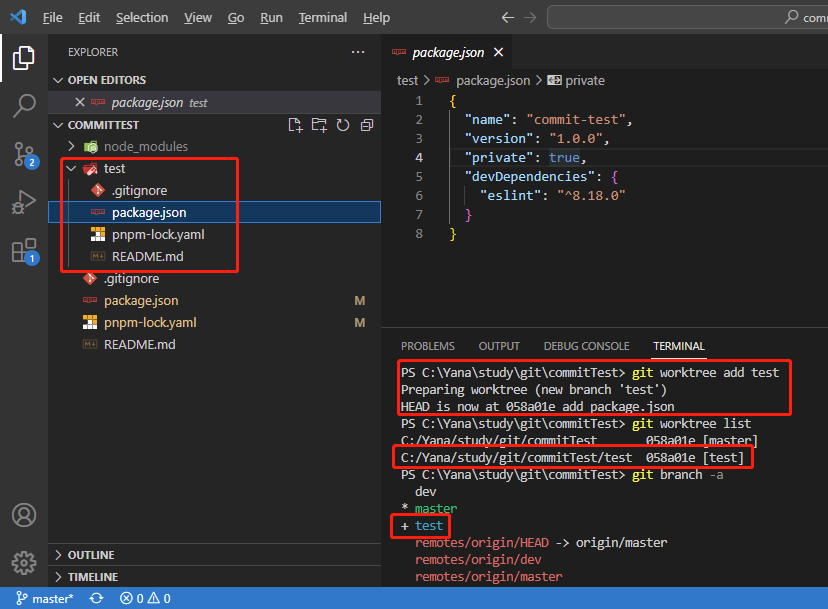 File Edit Selection View Go Run Terminal Help
comm
EXPLORER
OPEN EDITORS
package.json test
COMMITTEST
node_modules
test
.gitignore
package.json
pnpm-lock.yaml
README.md
.gitignore
package.json M
pnpm-lock.yaml M
README.md
OUTLINE
TIMELINE
2
1
package.json
test > package.json > private
1 {
2 "name": "commit-test",
3 "version": "1.0.0",
4 "private": true,
5 "devDependencies": {
6 "eslint": "^8.18.0"
7 }
8 }
PROBLEMS OUTPUT DEBUG CONSOLE TERMINAL
PS C:\Yana\study\git\commitTest> git worktree add test
Preparing worktree (new branch 'test')
HEAD is now at 058a01e add package.json
PS C:\Yana\study\git\commitTest> git worktree list
C:/Yana/study/git/commitTest 058a01e [master]
C:/Yana/study/git/commitTest/test 058a01e [test]
PS C:\Yana\study\git\commitTest> git branch -a
dev
* master
+ test
remotes/origin/HEAD -> origin/master
remotes/origin/dev
remotes/origin/master
master* 0 0